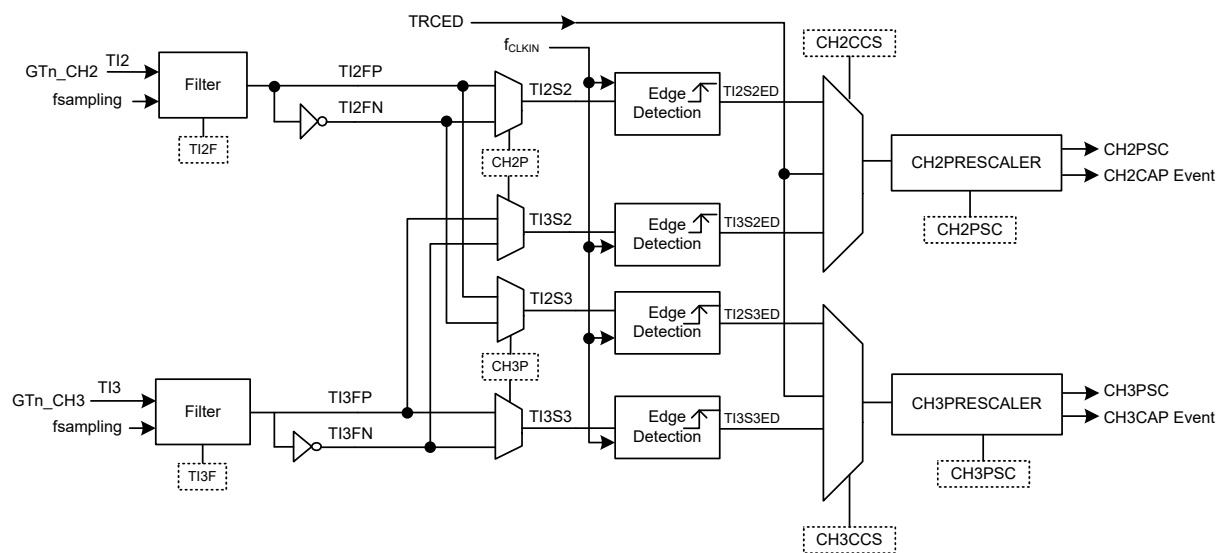 TRCED
fCLKIN
CH2CCS
TI2
GTn_CH2
fsampling
Filter
TI2F
TI2FP
TI2FN
TI2S2
CH2P
Edge
Detection
TI2S2ED
CH2PRESCALER
CH2PSC
CH2CAP Event
CH2PSC
TI3S2
Edge
Detection
TI3S2ED
TI2S3
Edge
Detection
TI2S3ED
CH3P
TI3
GTn_CH3
fsampling
Filter
TI3F
TI3FP
TI3FN
TI3S3
Edge
Detection
TI3S3ED
CH3PRESCALER
CH3PSC
CH3CAP Event
CH3PSC
CH3CCS